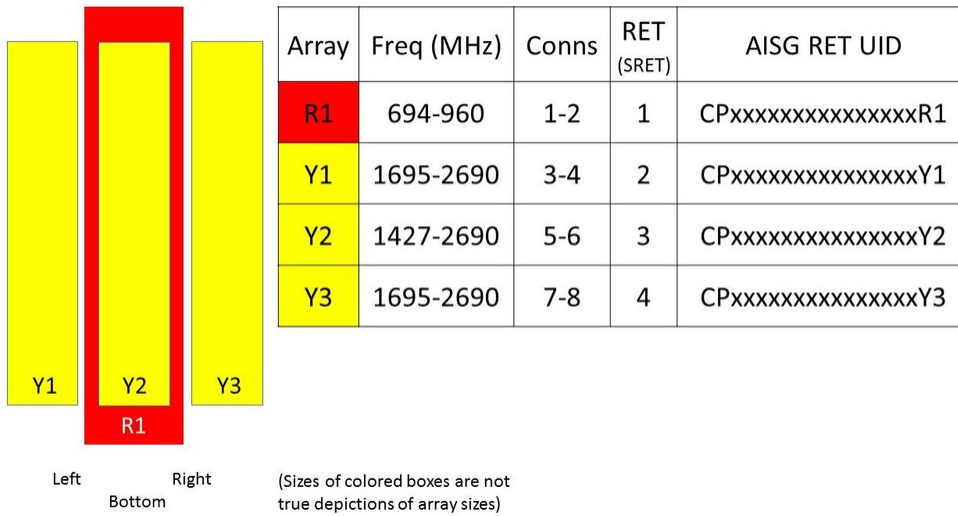 Array Freq (MHz) Conns RET (SRET) AISG RET UID
R1 694-960 1-2 1 CPxxxxxxxxxxxxxxxR1
Y1 1695-2690 3-4 2 CPxxxxxxxxxxxxxxxY1
Y2 1427-2690 5-6 3 CPxxxxxxxxxxxxxxxY2
Y3 1695-2690 7-8 4 CPxxxxxxxxxxxxxxxY3
Y1 Y2 Y3
R1
Left Right
Bottom
(Sizes of colored boxes are not
true depictions of array sizes)